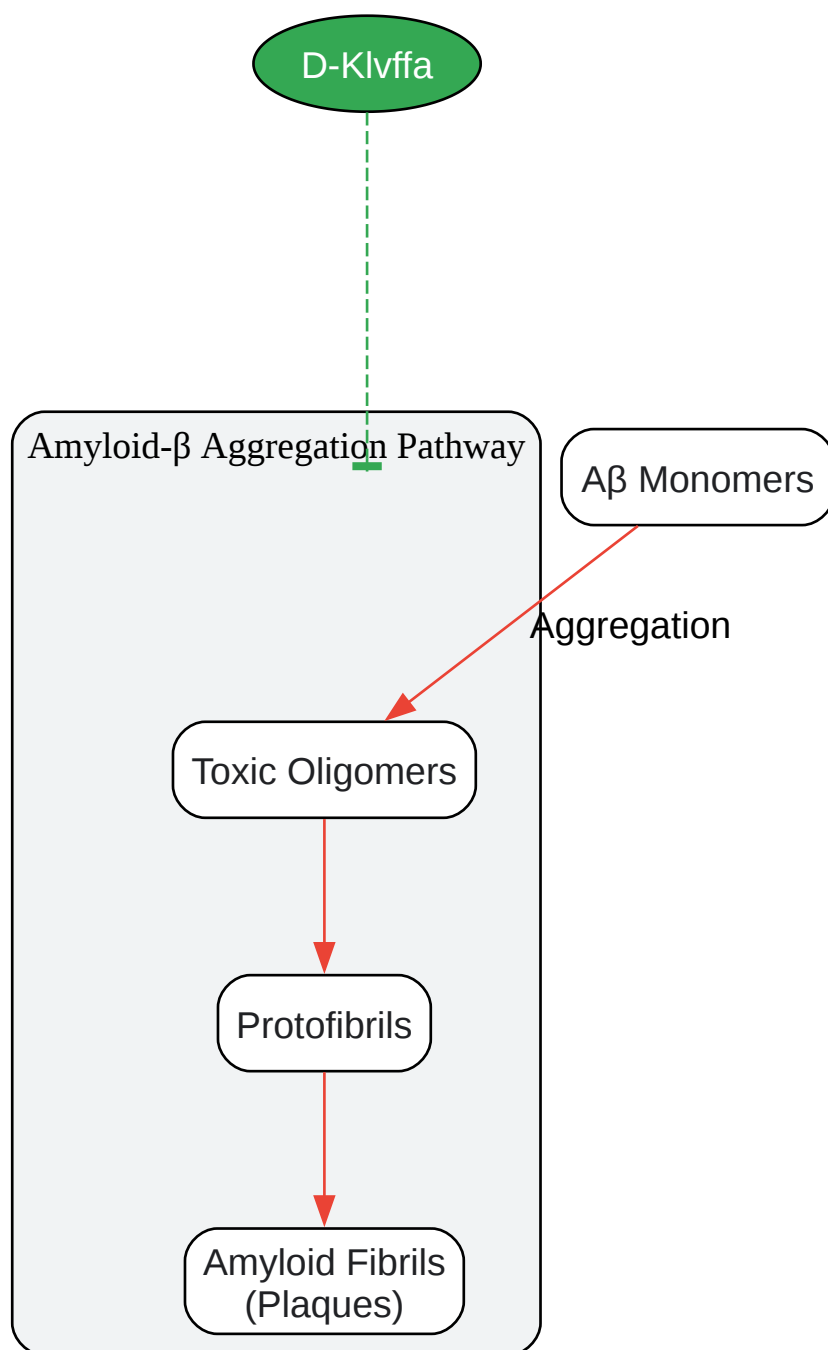 D-Klvffa
Amyloid-β Aggregation Pathway
Aβ Monomers
Aggregation
Toxic Oligomers
Protofibrils
Amyloid Fibrils
(Plaques)